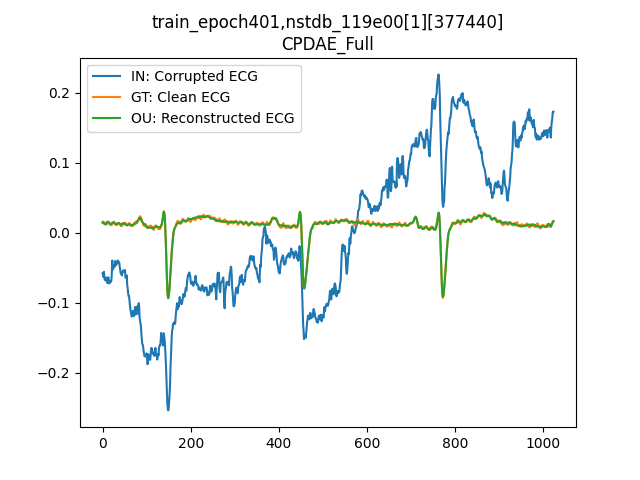 train_epoch401,nstdb_119e00[1][377440]
CPDAE_Full
IN: Corrupted ECG
GT: Clean ECG
OU: Reconstructed ECG
0.2
0.1
0.0
−0.1
−0.2
0 200 400 600 800 1000